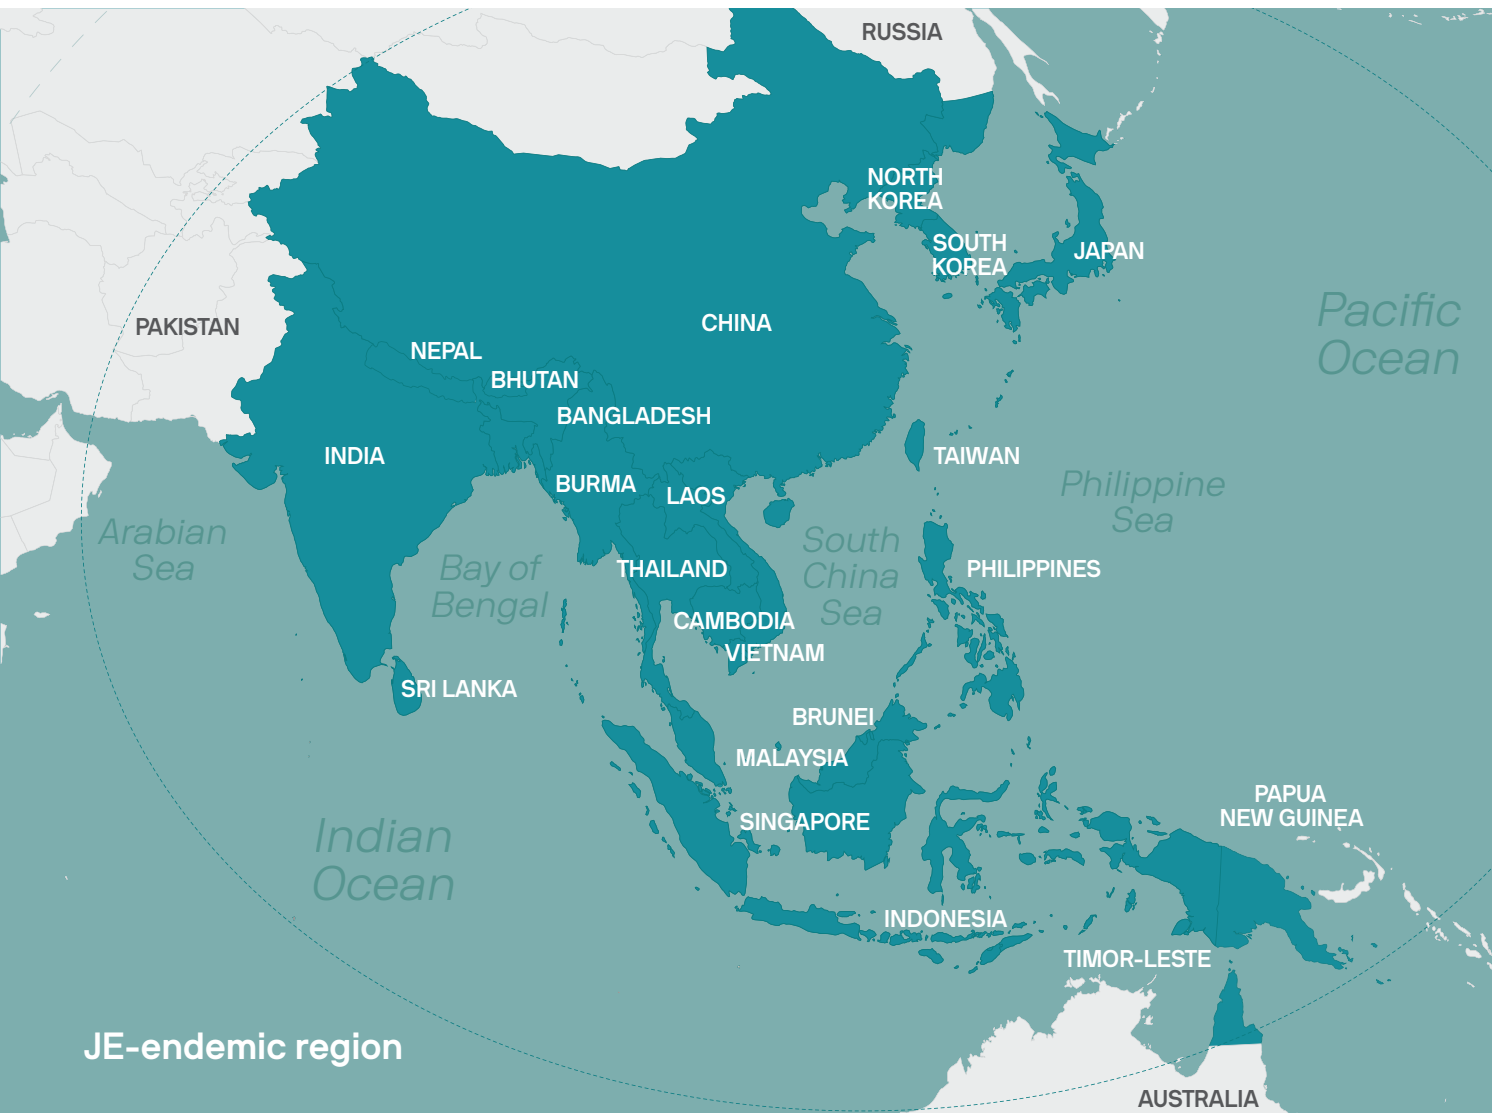 RUSSIA
NORTH
KOREA
SOUTH
KOREA
JAPAN
Pacific
Ocean
CHINA
PAKISTAN
NEPAL
BHUTAN
BANGLADESH
INDIA
TAIWAN
BURMA
LAOS
Philippine
Sea
Arabian
Sea
South
China
Sea
Bay of
Bengal
THAILAND
PHILIPPINES
CAMBODIA
VIETNAM
SRI LANKA
BRUNEI
MALAYSIA
PAPUA
NEW GUINEA
SINGAPORE
Indian
Ocean
INDONESIA
TIMOR-LESTE
JE-endemic region
AUSTRALIA